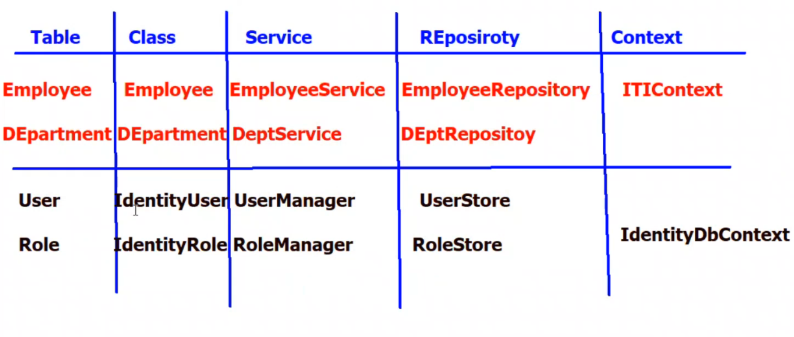 Table Class Service REposiroty Context
Employee Employee EmployeeService EmployeeRepository ITIContext
DEpartment DEpartment DeptService DEptRepositoy
User IdentityUser UserManager UserStore
Role IdentityRole RoleManager RoleStore
IdentityDbContext